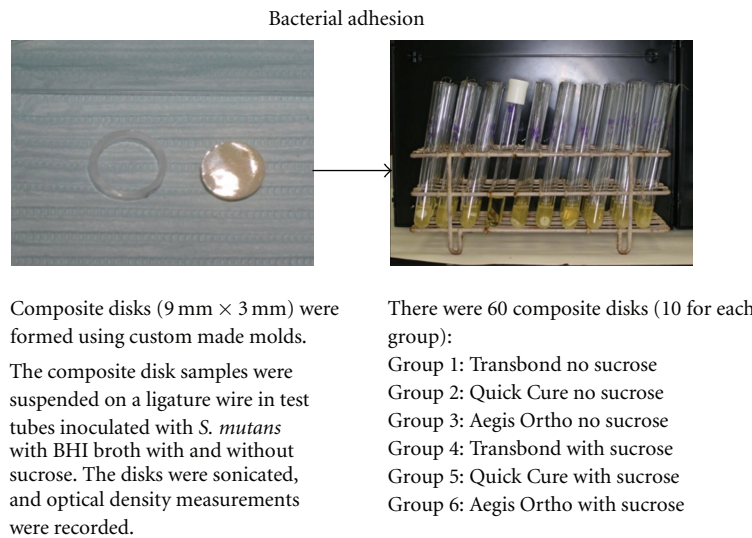 Bacterial adhesion
Composite disks (9 mm × 3 mm) were
formed using custom made molds.
The composite disk samples were
suspended on a ligature wire in test
tubes inoculated with S. mutans
with BHI broth with and without
sucrose. The disks were sonicated,
and optical density measurements
were recorded.
There were 60 composite disks (10 for each
group):
Group 1: Transbond no sucrose
Group 2: Quick Cure no sucrose
Group 3: Aegis Ortho no sucrose
Group 4: Transbond with sucrose
Group 5: Quick Cure with sucrose
Group 6: Aegis Ortho with sucrose